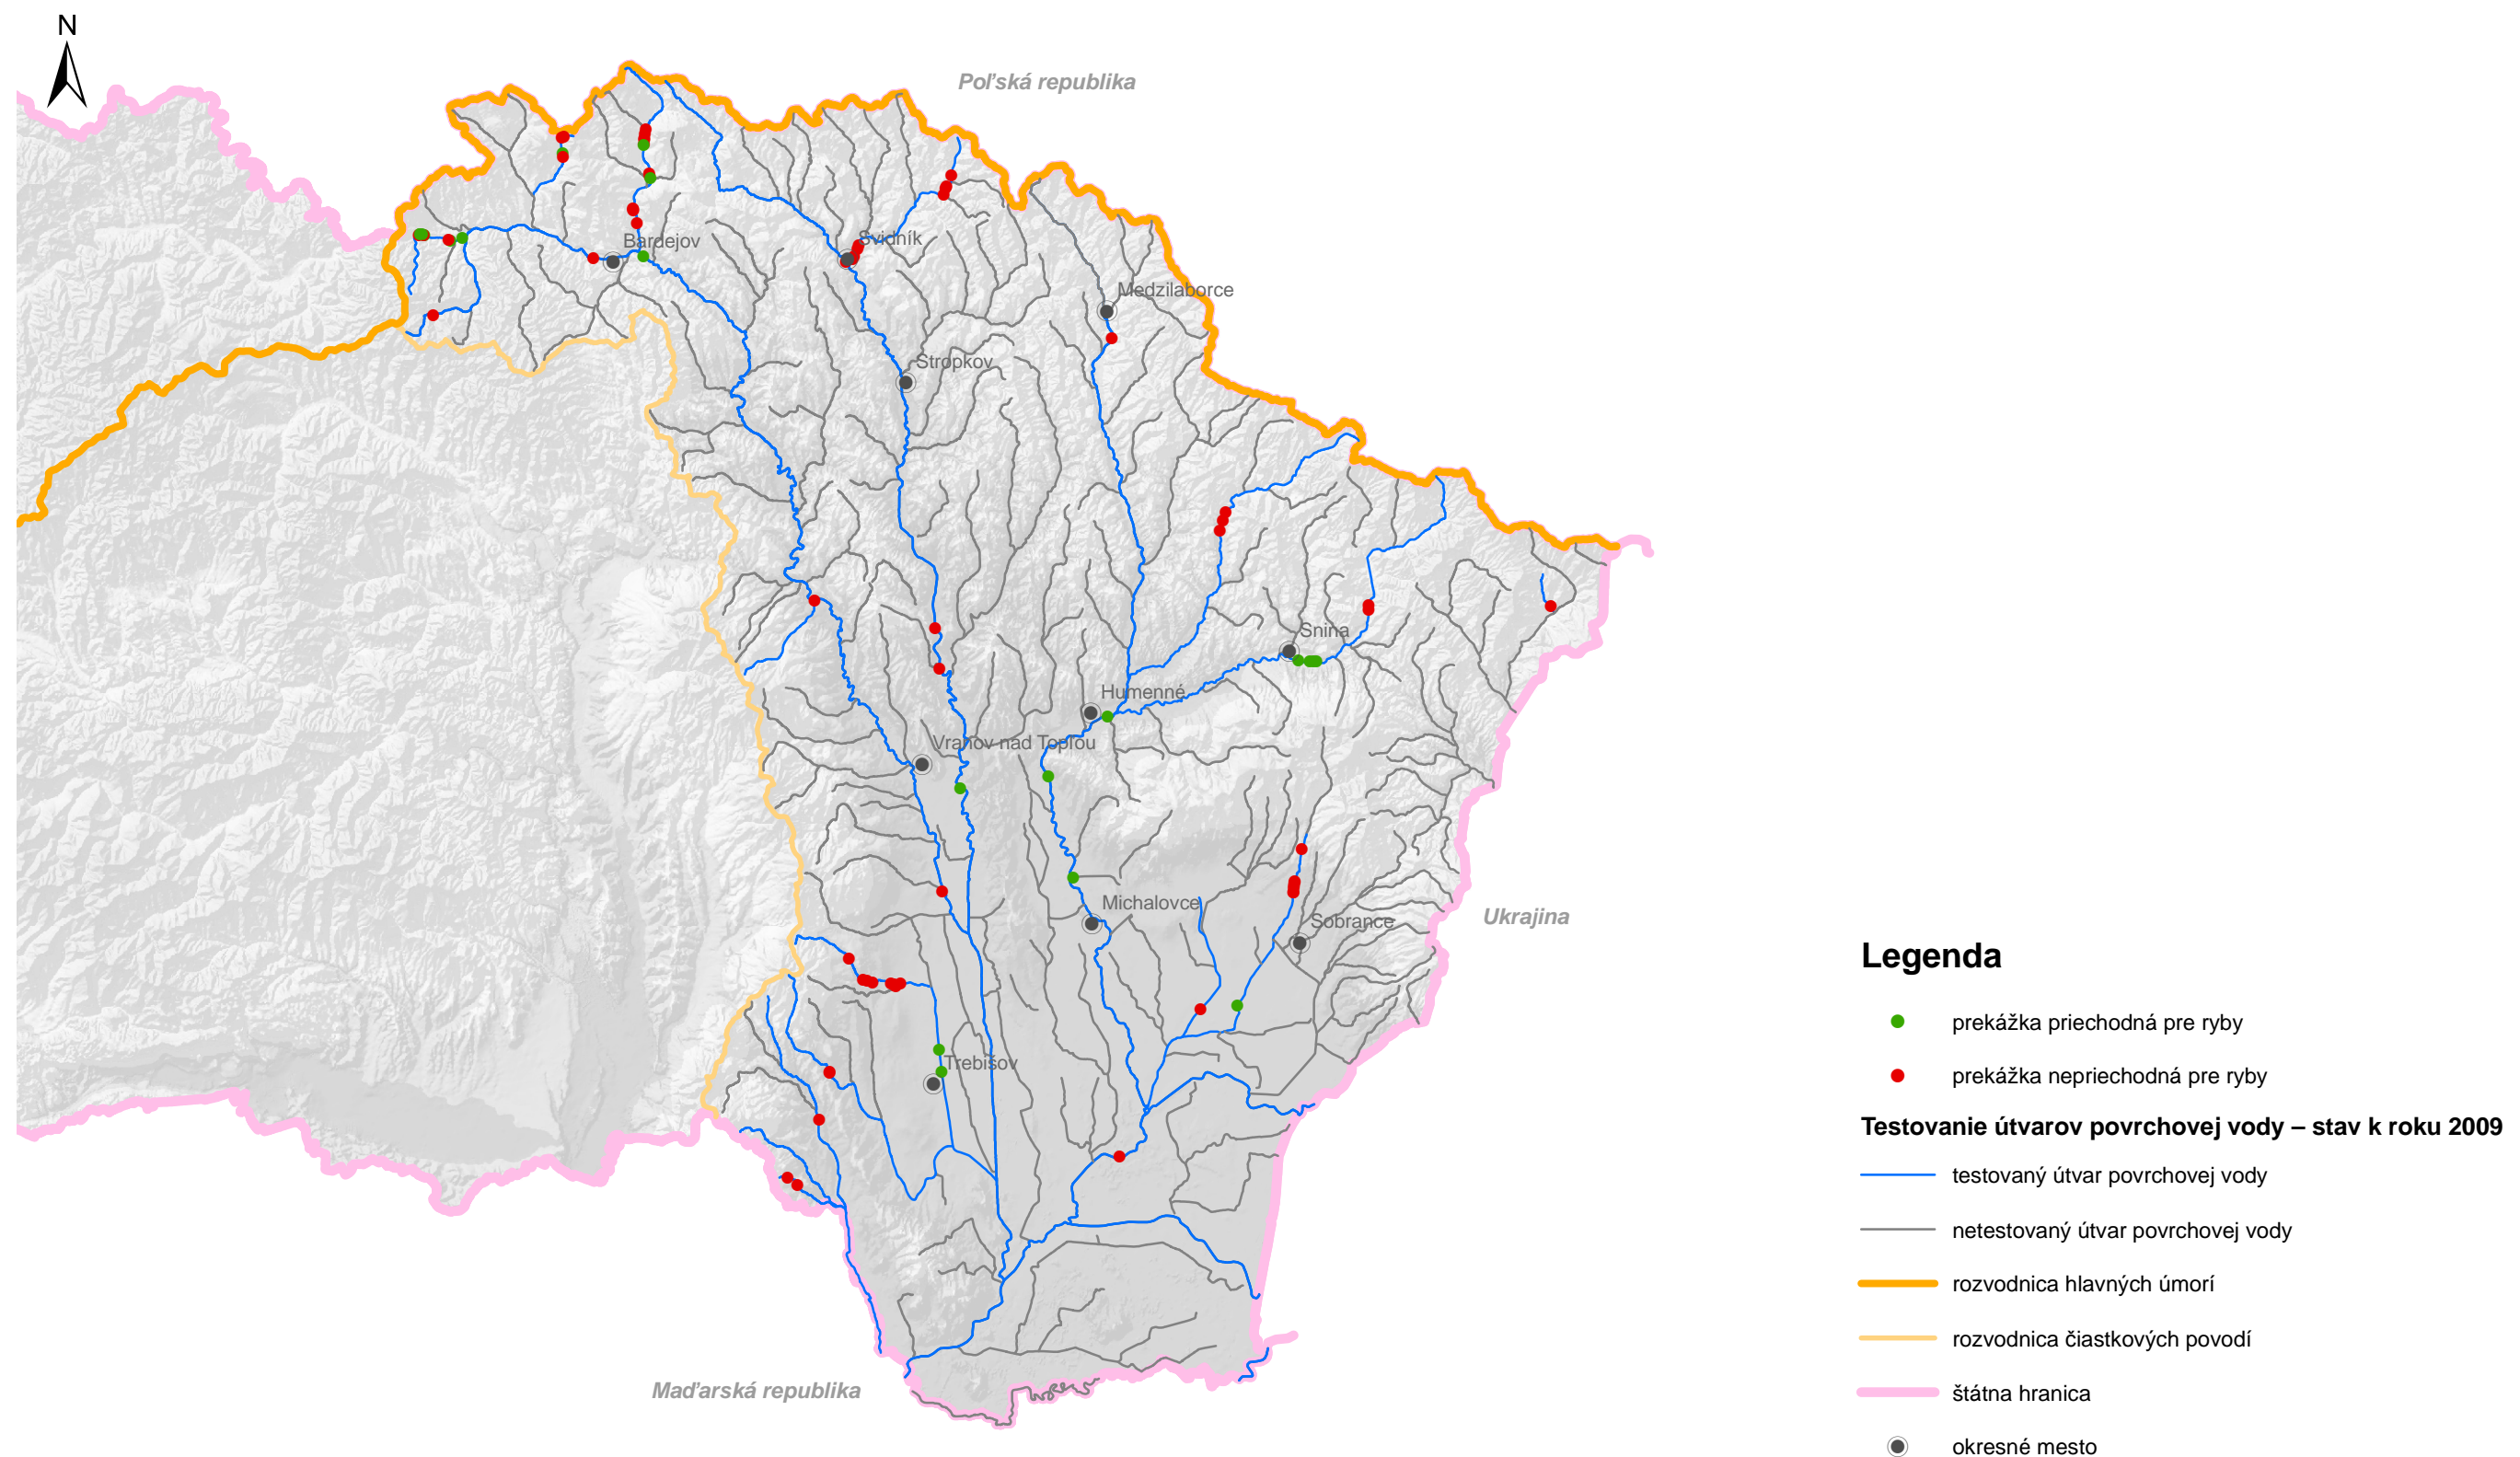 N
Poľská republika
Bardejov
Svidník
Medzilaborce
Stropkov
Snina
Humenné
Vranov nad Topľou
Michalovce
Sobrance
Ukrajina
Trebišov
Maďarská republika
Legenda
prekážka priechodná pre ryby
prekážka nepriechodná pre ryby
Testovanie útvarov povrchovej vody – stav k roku 2009
testovaný útvar povrchovej vody
netestovaný útvar povrchovej vody
rozvodnica hlavných úmorí
rozvodnica čiastkových povodí
štátna hranica
okresné mesto